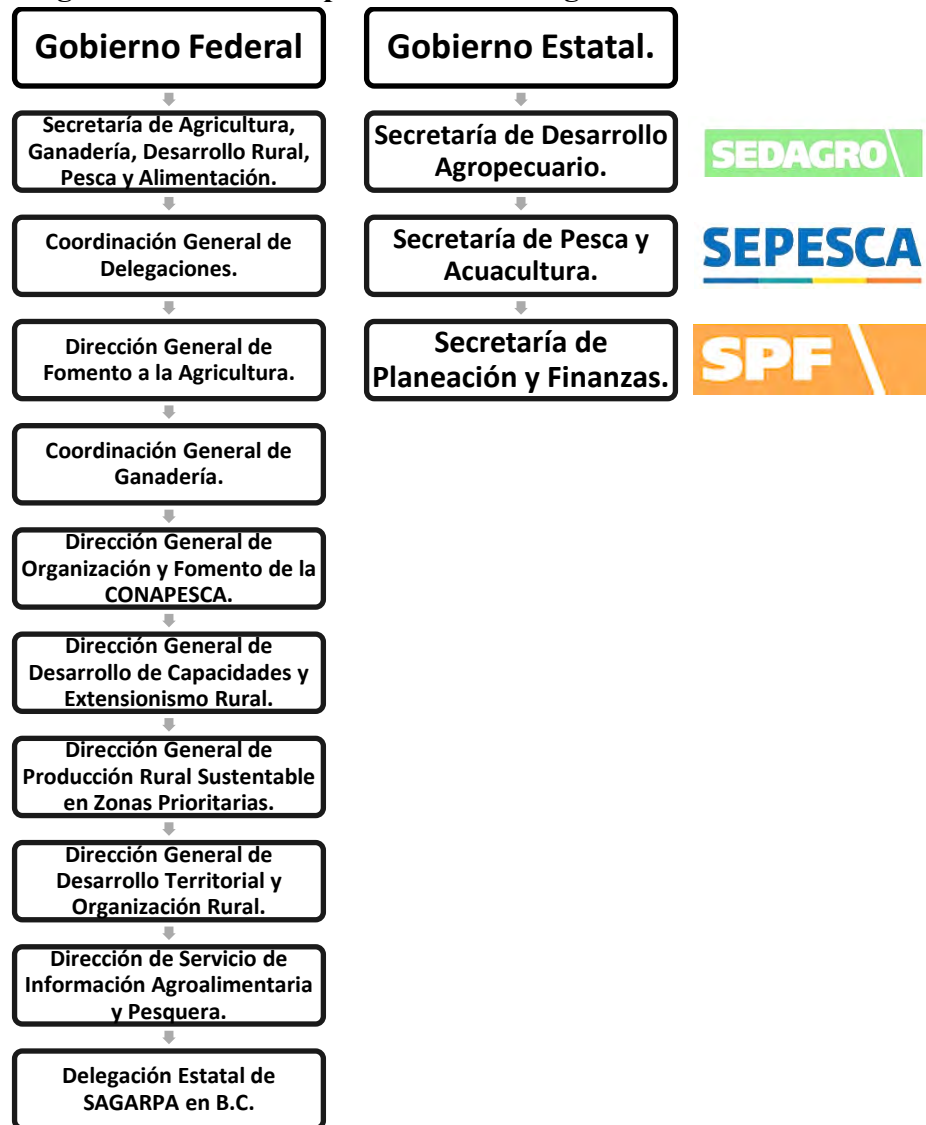 Gobierno Federal
Secretaría de Agricultura,
Ganadería, Desarrollo Rural,
Pesca y Alimentación.
Coordinación General de
Delegaciones.
Dirección General de
Fomento a la Agricultura.
Coordinación General de
Ganadería.
Dirección General de
Organización y Fomento de la
CONAPESCA.
Dirección General de
Desarrollo de Capacidades y
Extensionismo Rural.
Dirección General de
Producción Rural Sustentable
en Zonas Prioritarias.
Dirección General de
Desarrollo Territorial y
Organización Rural.
Dirección de Servicio de
Información Agroalimentaria
y Pesquera.
Delegación Estatal de
SAGARPA en B.C.
Gobierno Estatal.
Secretaría de Desarrollo
Agropecuario.
SEDAGRO
Secretaría de Pesca y
Acuacultura.
SEPESCA
Secretaría de
Planeación y Finanzas.
SPF